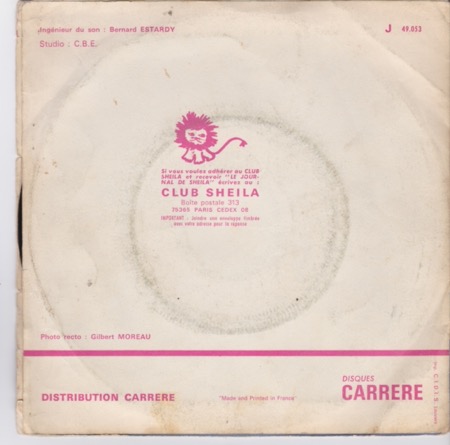 Ingénieur du son : Bernard ESTARDY
J 49.053
Studio : C.B.E.
Si vous voulez adhérer au CLUB
SHEILA et recevoir "LE JOUR-
NAL DE SHEILA" écrivez au :
CLUB SHEILA
Boîte postale 313
75365 PARIS CEDEX 08
IMPORTANT : Joindre une enveloppe timbrée
avec votre adresse pour la réponse
Photo recto : Gilbert MOREAU
DISQUES
DISTRIBUTION CARRERE
"Made and Printed in France"
CARRERE